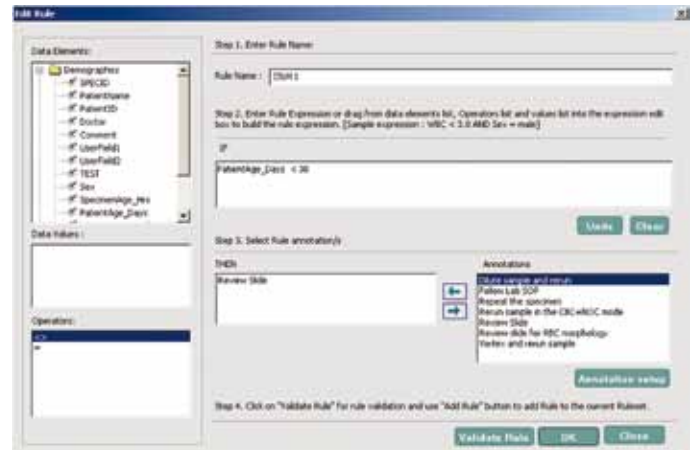 Edit Rule
Data Elements:
Demographics
SPECID
PatientName
PatientID
Doctor
Comment
UserField1
UserField2
TEST
Sex
SpecimenAge_Hrs
PatientAge_Days
Data Values :
Operators:
<>
=
Step 1. Enter Rule Name:
Rule Name :
Step 2. Enter Rule Expression or drag from data elements list, Operators list and values list into the expression edit
box to build the rule expression. [Sample expression : WBC < 3.0 AND Sex = male]
IF
PatientAge_Days < 30
Undo
Clear
Step 3. Select Rule annotation/s
THEN
Review Slide
Annotations
Dilute sample and rerun
Follow Lab SOP
Repeat the specimen
Rerun sample in the CBC+NOC mode
Review Slide
Review slide for RBC morphology
Vortex and rerun sample
Annotation setup
Step 4. Click on "Validate Rule" for rule validation and use "Add Rule" button to add Rule to the current Ruleset.
Validate Rule
OK
Close